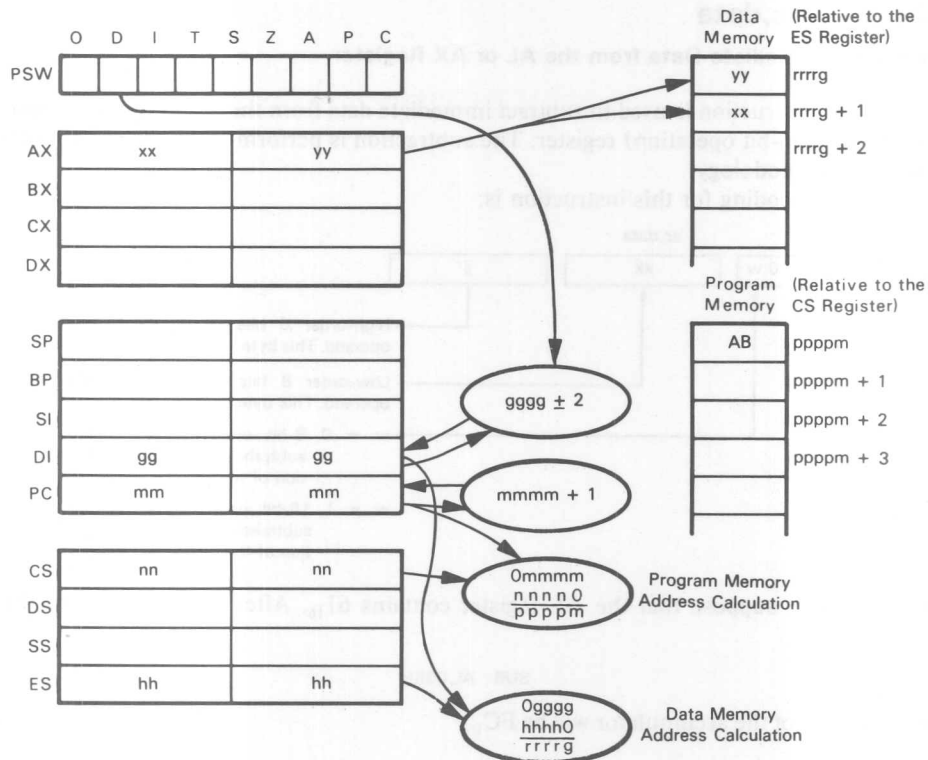 Data Memory (Relative to the ES Register)
O D I T S Z A P C
PSW
yy rrrrg
xx rrrrg + 1
rrrrg + 2
AX xx yy
BX
CX
DX
Program Memory (Relative to the CS Register)
SP
AB ppppm
BP
ppppm + 1
SI
gggg ± 2
ppppm + 2
DI gg gg
ppppm + 3
PC mm mm
mmmm + 1
CS nn nn
0mmmm
nnnn0
ppppm
Program Memory
Address Calculation
DS
SS
ES hh hh
0gggg
hhhh0
rrrrg
Data Memory
Address Calculation